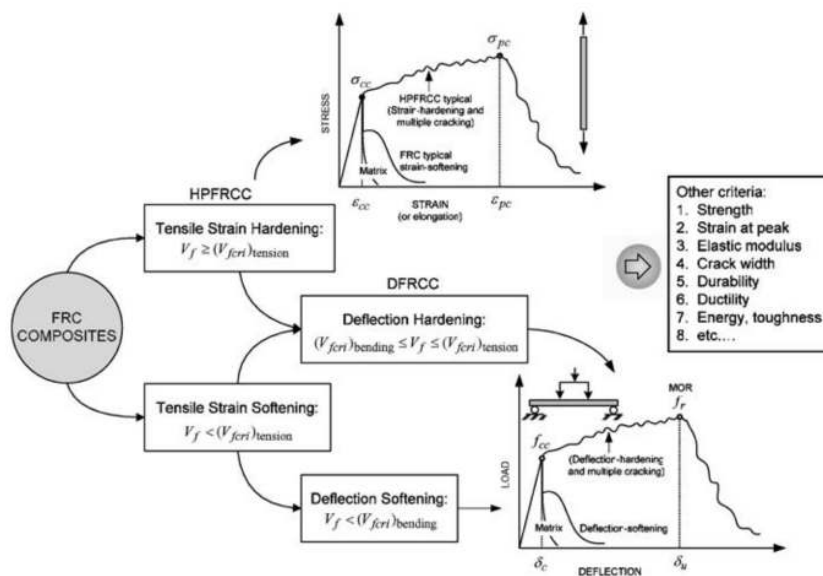 σcc
σpc
HPFRCC typical
(Strair-hardening and
multiple cracking)
FRC typical
strain-softening
Matrix
STRESS
εcc
STRAIN
(or elongation)
εpc
HPFRCC
Tensile Strain Hardening:
Vf ≥ (Vfcri)tension
FRC
COMPOSITES
Tensile Strain Softening:
Vf < (Vfcri)tension
DFRCC
Deflection Hardening:
(Vfcri)bending ≤ Vf ≤ (Vfcri)tension
Deflection Softening:
Vf < (Vfcri)bending
Other criteria:
1. Strength
2. Strain at peak
3. Elastic modulus
4. Crack width
5. Durability
6. Ductility
7. Energy, toughness
8. etc....
MOR
fr
fcc
(Deflectior-hardening
and multiple cracking)
LOAD
Matrix
Deflectior-softening
δc
δu
DEFLECTION